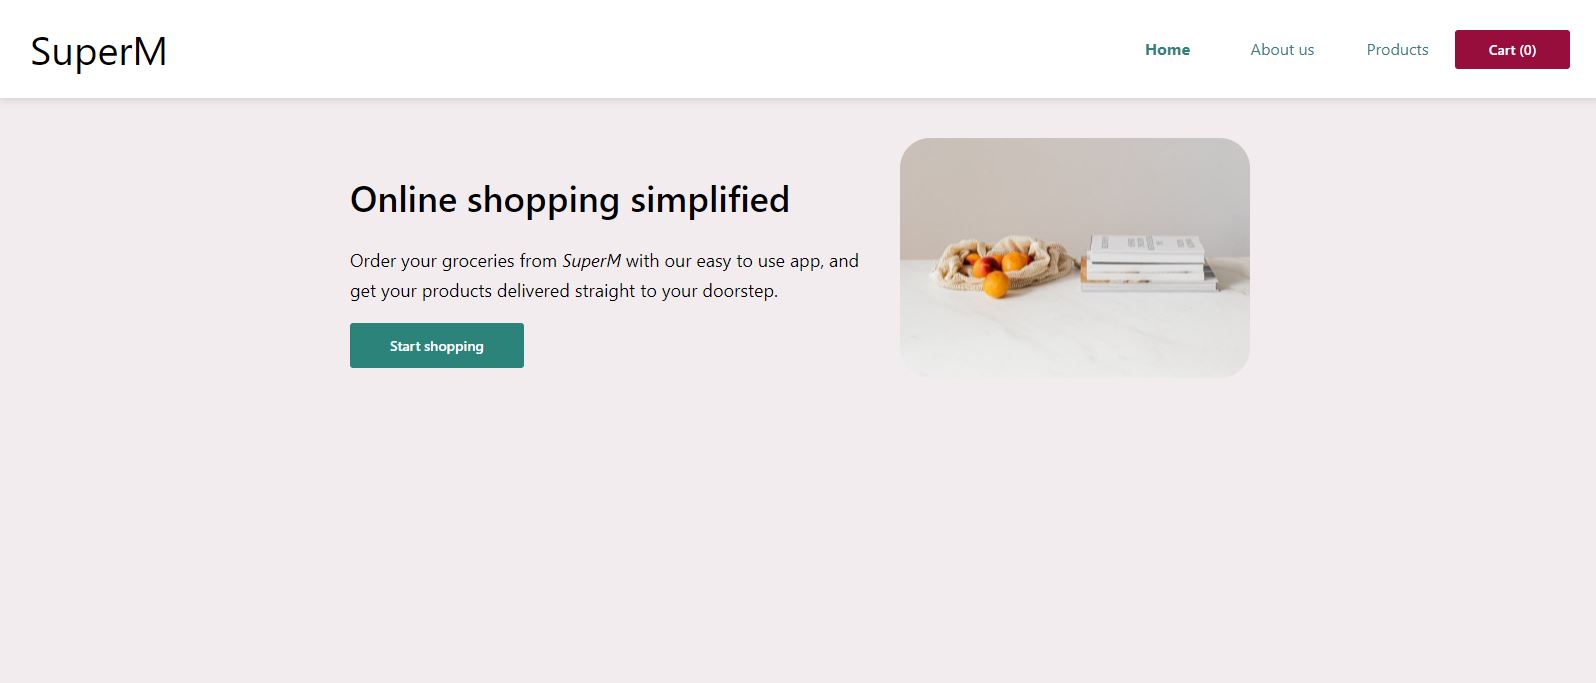 SuperM
Home
About us
Products
Cart (0)
Online shopping simplified
Order your groceries from SuperM with our easy to use app, and
get your products delivered straight to your doorstep.
Start shopping